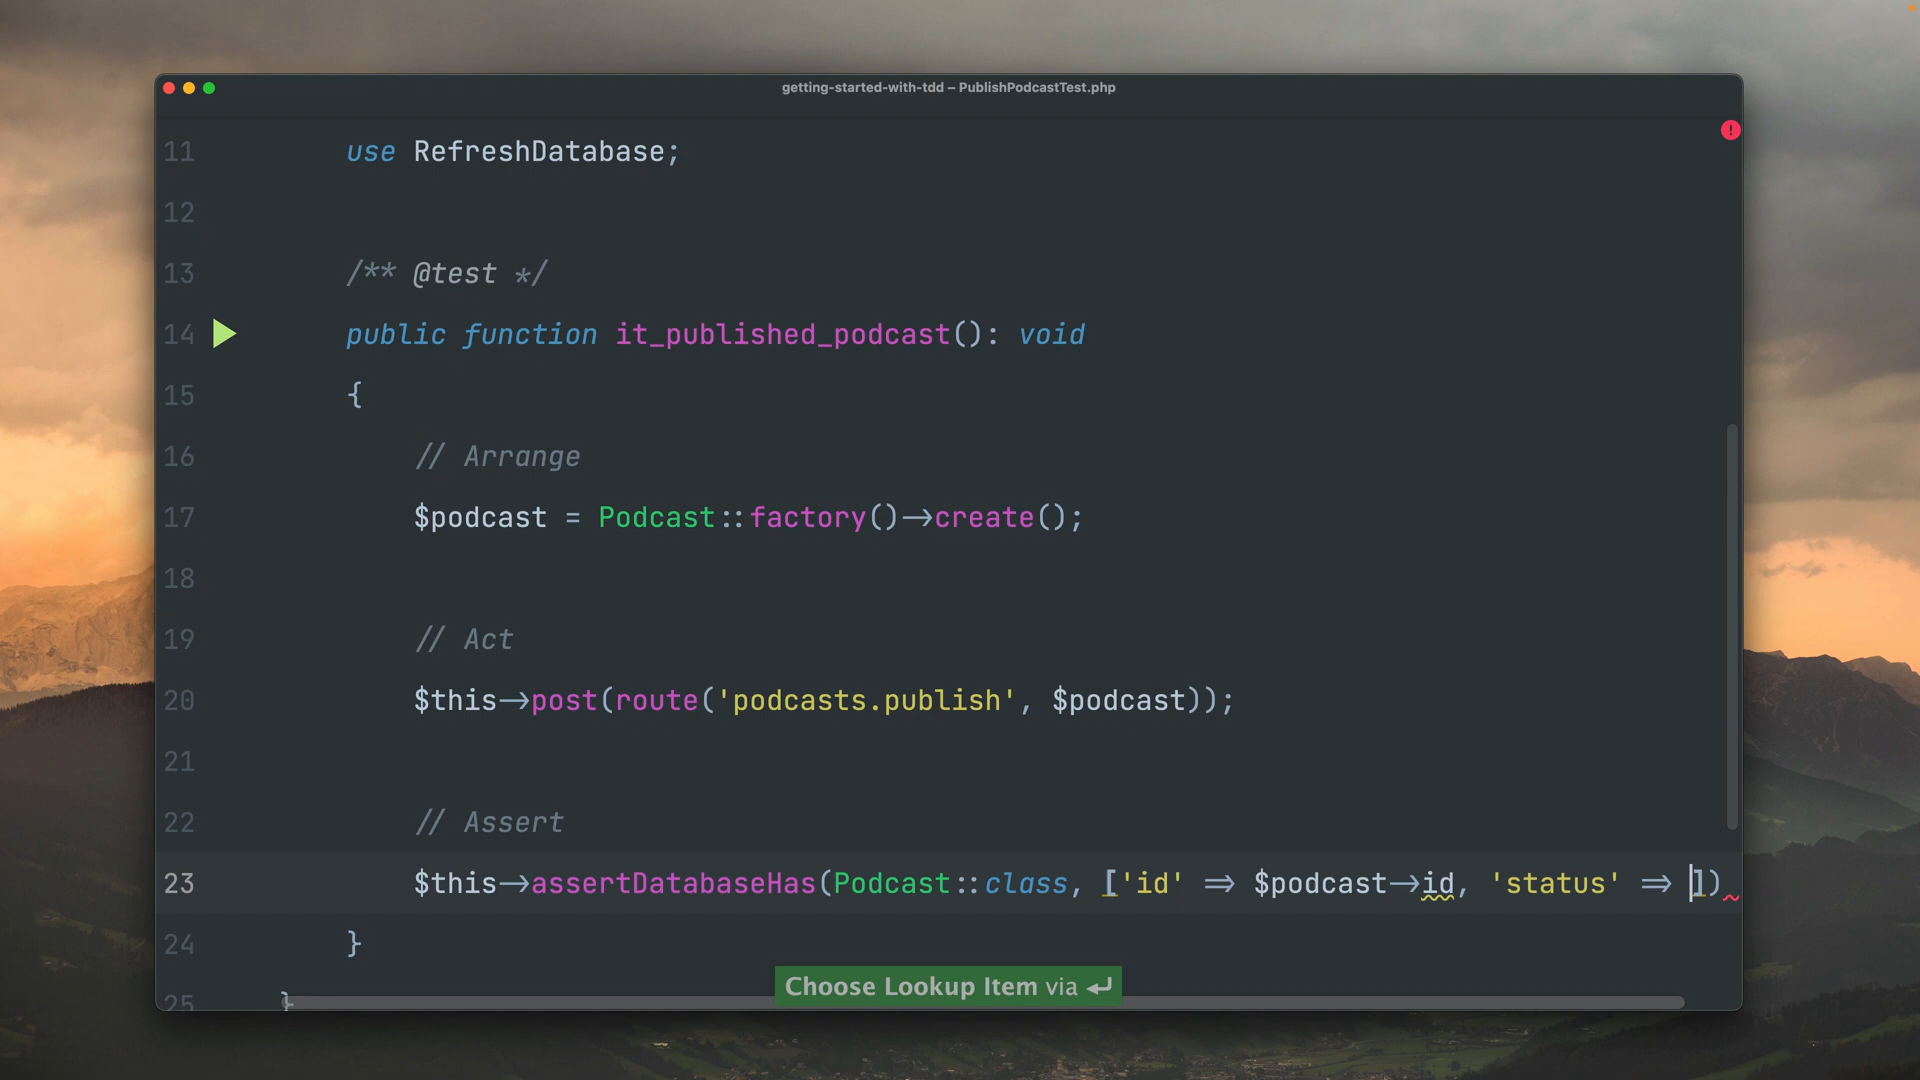 getting-started-with-tdd – PublishPodcastTest.php
11 use RefreshDatabase;
12
13 /** @test */
14 public function it_published_podcast(): void
15 {
16 // Arrange
17 $podcast = Podcast::factory()->create();
18
19 // Act
20 $this->post(route('podcasts.publish', $podcast));
21
22 // Assert
23 $this->assertDatabaseHas(Podcast::class, ['id' => $podcast->id, 'status' => ])
24 }
25 }
Choose Lookup Item via ↵